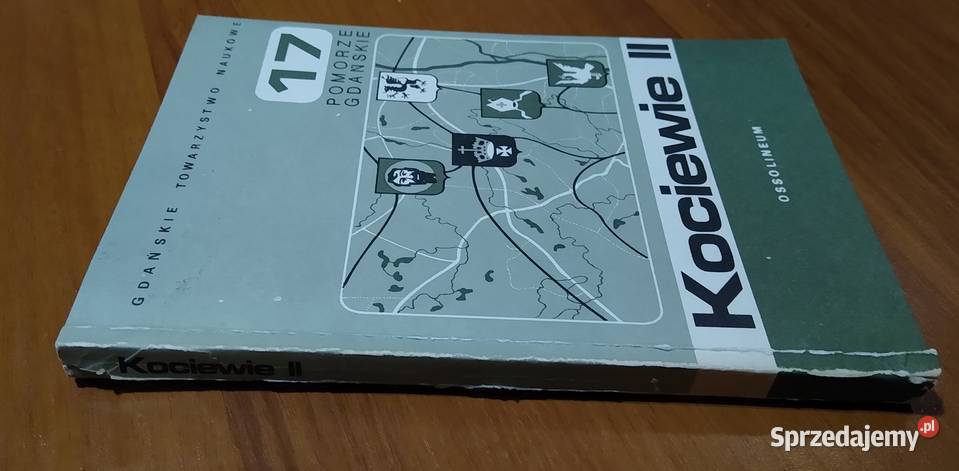 GDAŃSKIE TOWARZYSTWO NAUKOWE
17
POMORZE
GDAŃSKIE
Kociewie II
OSSOLINEUM
Kociewie II
Sprzedajemy.pl